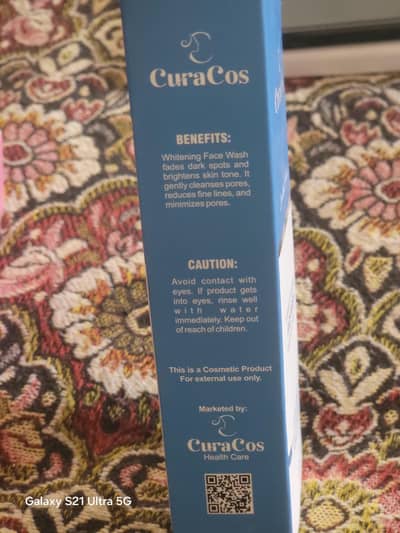 CuraCos
BENEFITS:
Whitening Face Wash
fades dark spots and
brightens skin tone. It
gently cleanses pores,
reduces fine lines, and
minimizes pores.
CAUTION:
Avoid contact with
eyes. If product gets
into eyes, rinse well
with water
immediately. Keep out
of reach of children.
This is a Cosmetic Product
For external use only.
Marketed by:
CuraCos
Health Care
Galaxy S21 Ultra 5G